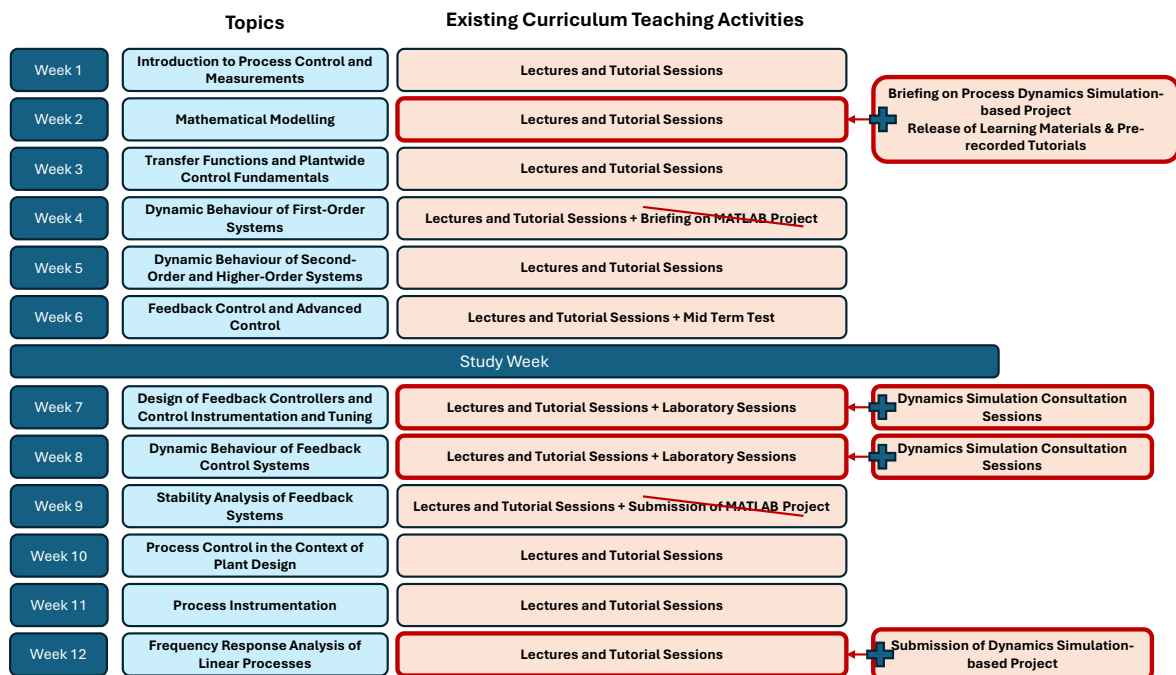 Topics
Existing Curriculum Teaching Activities
Week 1
Introduction to Process Control and
Measurements
Lectures and Tutorial Sessions
Week 2
Mathematical Modelling
Lectures and Tutorial Sessions
Briefing on Process Dynamics Simulation-
based Project
Release of Learning Materials & Pre-
recorded Tutorials
Week 3
Transfer Functions and Plantwide
Control Fundamentals
Lectures and Tutorial Sessions
Week 4
Dynamic Behaviour of First-Order
Systems
Lectures and Tutorial Sessions + Briefing on MATLAB Project
Week 5
Dynamic Behaviour of Second-
Order and Higher-Order Systems
Lectures and Tutorial Sessions
Week 6
Feedback Control and Advanced
Control
Lectures and Tutorial Sessions + Mid Term Test
Study Week
Week 7
Design of Feedback Controllers and
Control Instrumentation and Tuning
Lectures and Tutorial Sessions + Laboratory Sessions
Dynamics Simulation Consultation
Sessions
Week 8
Dynamic Behaviour of Feedback
Control Systems
Lectures and Tutorial Sessions + Laboratory Sessions
Dynamics Simulation Consultation
Sessions
Week 9
Stability Analysis of Feedback
Systems
Lectures and Tutorial Sessions + Submission of MATLAB Project
Week 10
Process Control in the Context of
Plant Design
Lectures and Tutorial Sessions
Week 11
Process Instrumentation
Lectures and Tutorial Sessions
Week 12
Frequency Response Analysis of
Linear Processes
Lectures and Tutorial Sessions
Submission of Dynamics Simulation-
based Project